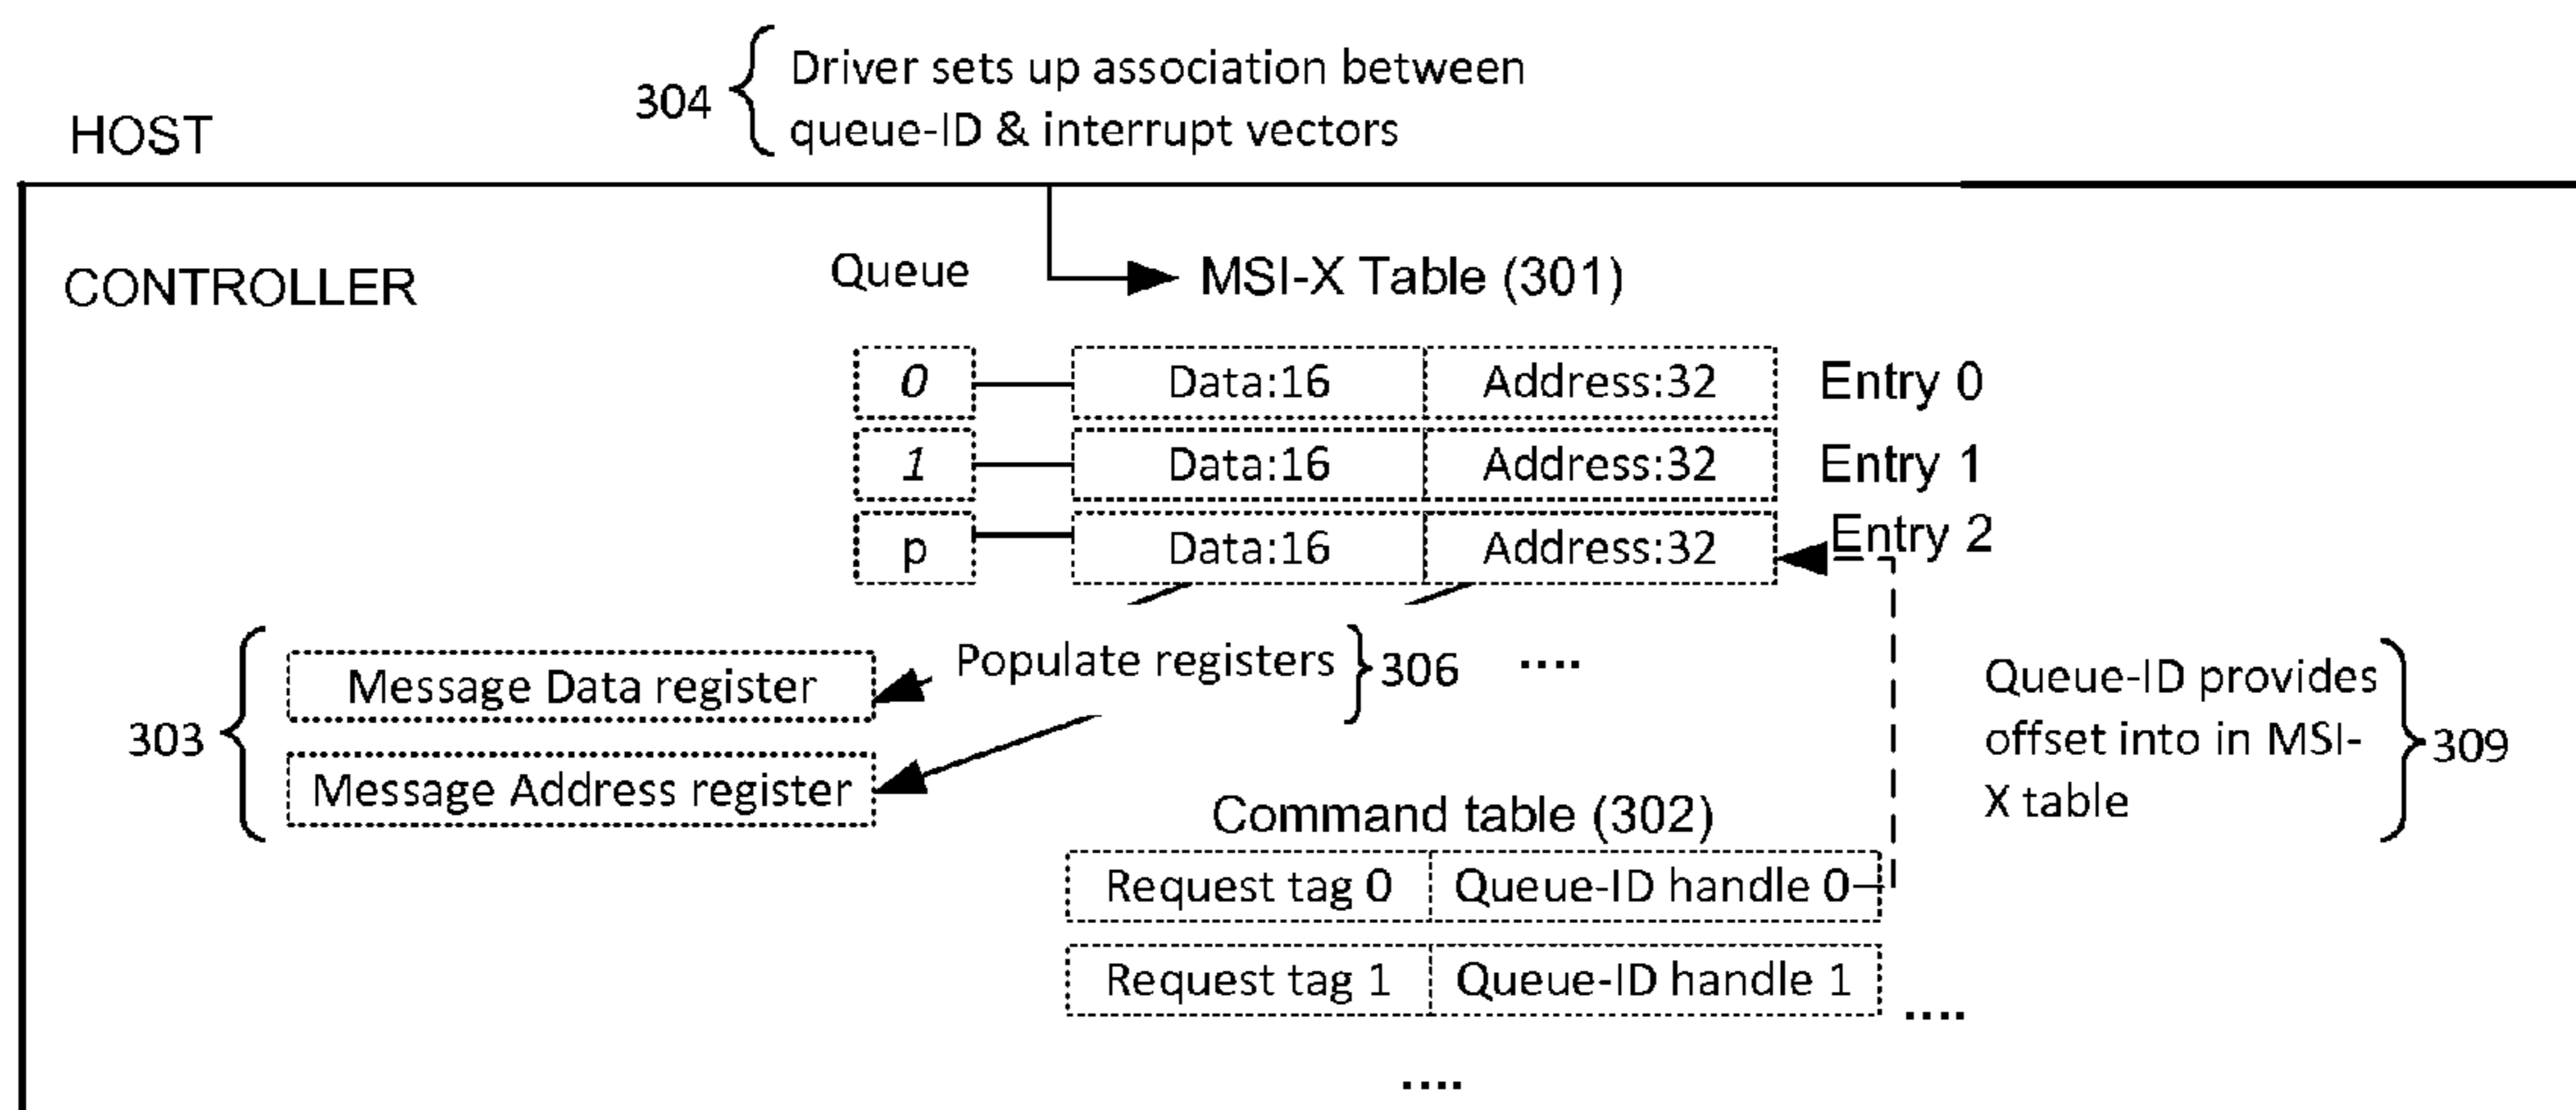 304 Driver sets up association between
queue-ID & interrupt vectors
HOST
CONTROLLER
Queue MSI-X Table (301)
0 Data:16 Address:32 Entry 0
1 Data:16 Address:32 Entry 1
p Data:16 Address:32 Entry 2
303 Message Data register
Message Address register
Populate registers 306 ....
Queue-ID provides
offset into in MSI-
X table
309
Command table (302)
Request tag 0 Queue-ID handle 0
Request tag 1 Queue-ID handle 1 ....
....